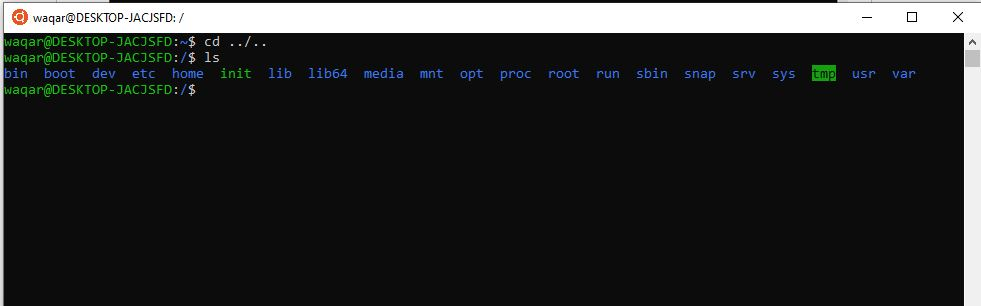 waqar@DESKTOP-JACJSFD: /
waqar@DESKTOP-JACJSFD:~$ cd ../..
waqar@DESKTOP-JACJSFD:/$ ls
bin  boot  dev  etc  home  init  lib  lib64  media  mnt  opt  proc  root  run  sbin  snap  srv  sys  tmp  usr  var
waqar@DESKTOP-JACJSFD:/$